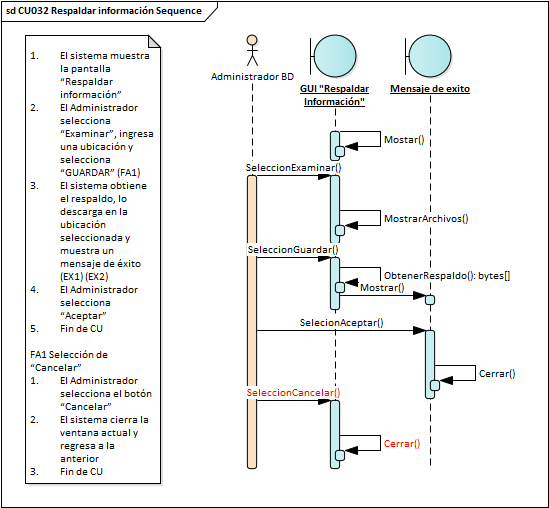 sd CU032 Respaldar información Sequence
1. El sistema muestra
la pantalla
“Respaldar
información”
2. El Administrador
selecciona
“Examinar”, ingresa
una ubicación y
selecciona
“GUARDAR” (FA1)
3. El sistema obtiene
el respaldo, lo
descarga en la
ubicación
seleccionada y
muestra un
mensaje de éxito
(EX1) (EX2)
4. El Administrador
selecciona
“Aceptar”
5. Fin de CU
FA1 Selección de
“Cancelar”
1. El Administrador
selecciona el botón
“Cancelar”
2. El sistema cierra la
ventana actual y
regresa a la
anterior
3. Fin de CU
Administrador BD
GUI "Respaldar
Información"
Mensaje de exito
Mostar()
SeleccionExaminar()
MostrarArchivos()
SeleccionGuardar()
ObtenerRespaldo(): bytes[]
Mostrar()
SelecionAceptar()
Cerrar()
SeleccionCancelar()
Cerrar()